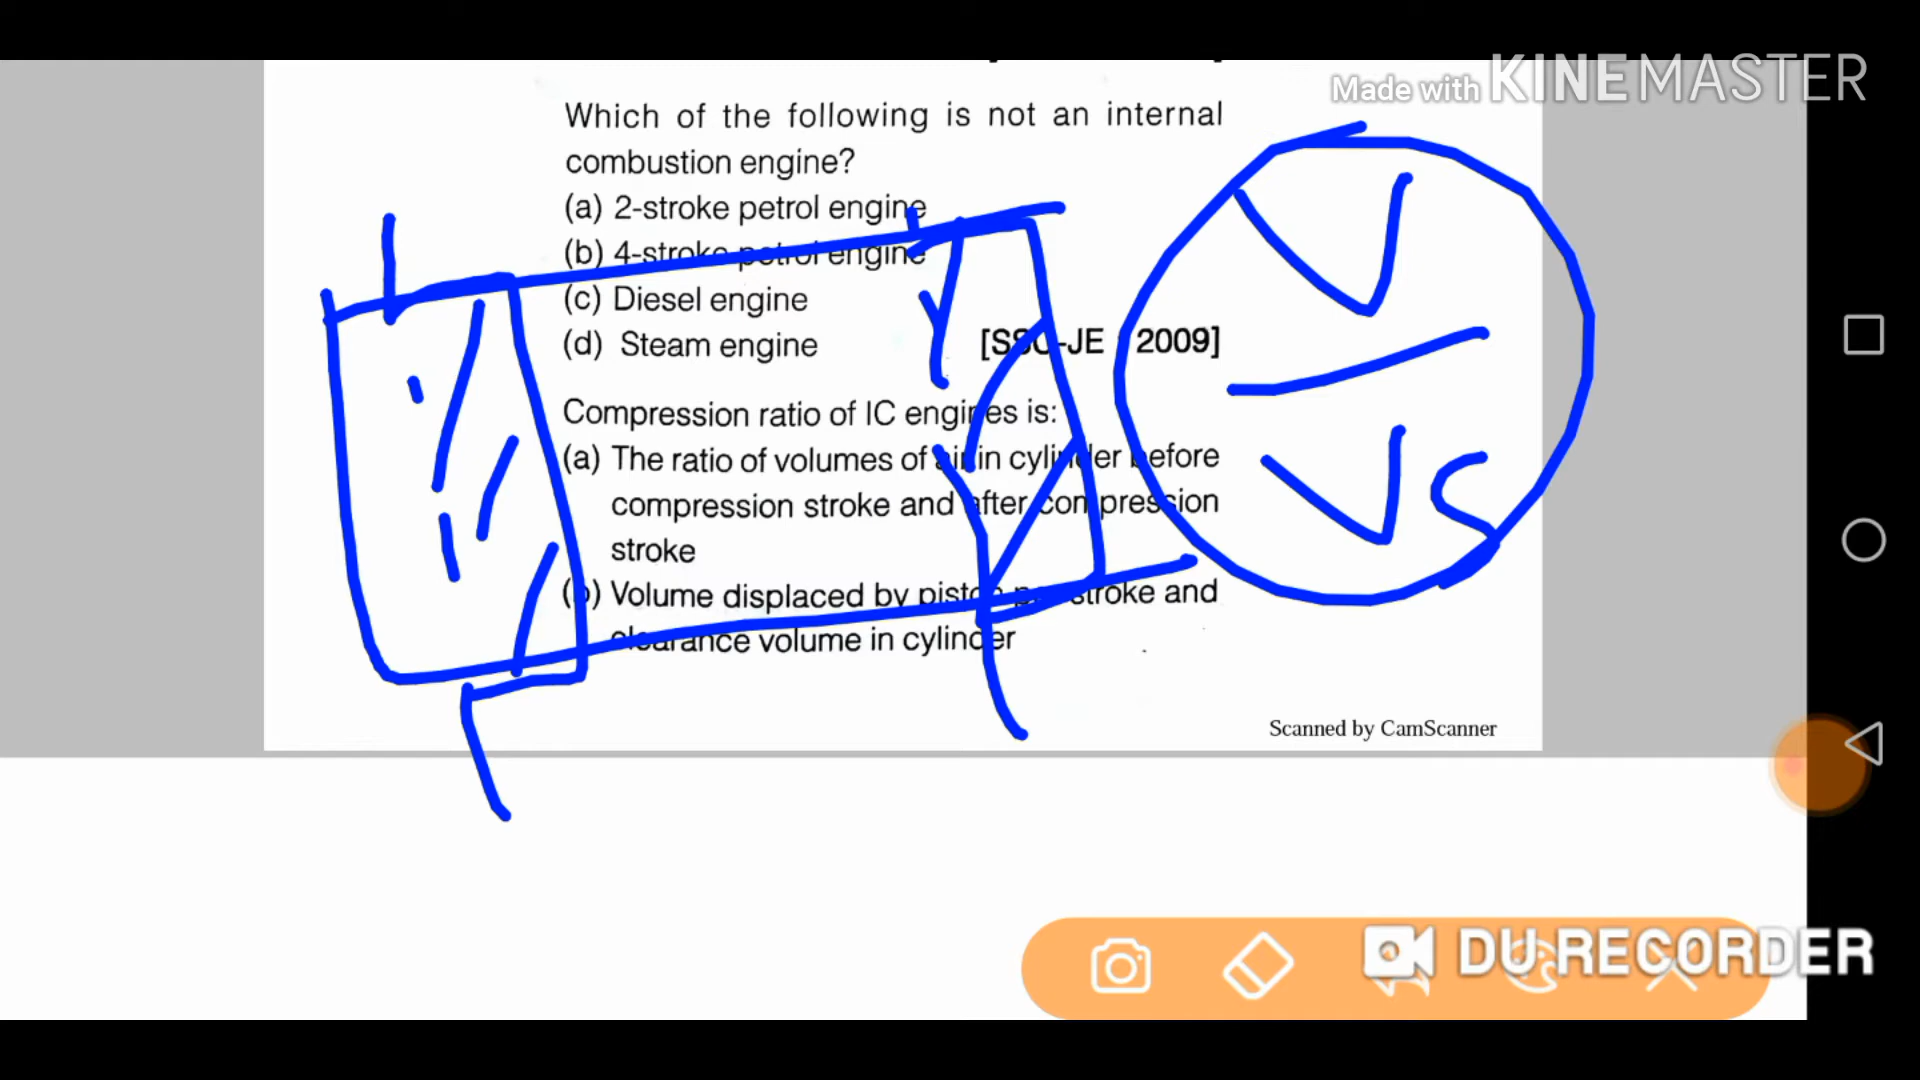 Made with KINEMASTER
Which of the following is not an internal
combustion engine?
(a) 2-stroke petrol engine
(b) 4-stroke petrol engine
(c) Diesel engine
(d) Steam engine
[SSC-JE 2009]
V
Vs
Compression ratio of IC engines is:
(a) The ratio of volumes of air in cylinder before
compression stroke and after compression
stroke
(b) Volume displaced by piston per stroke and
clearance volume in cylinder
Scanned by CamScanner
DU RECORDER